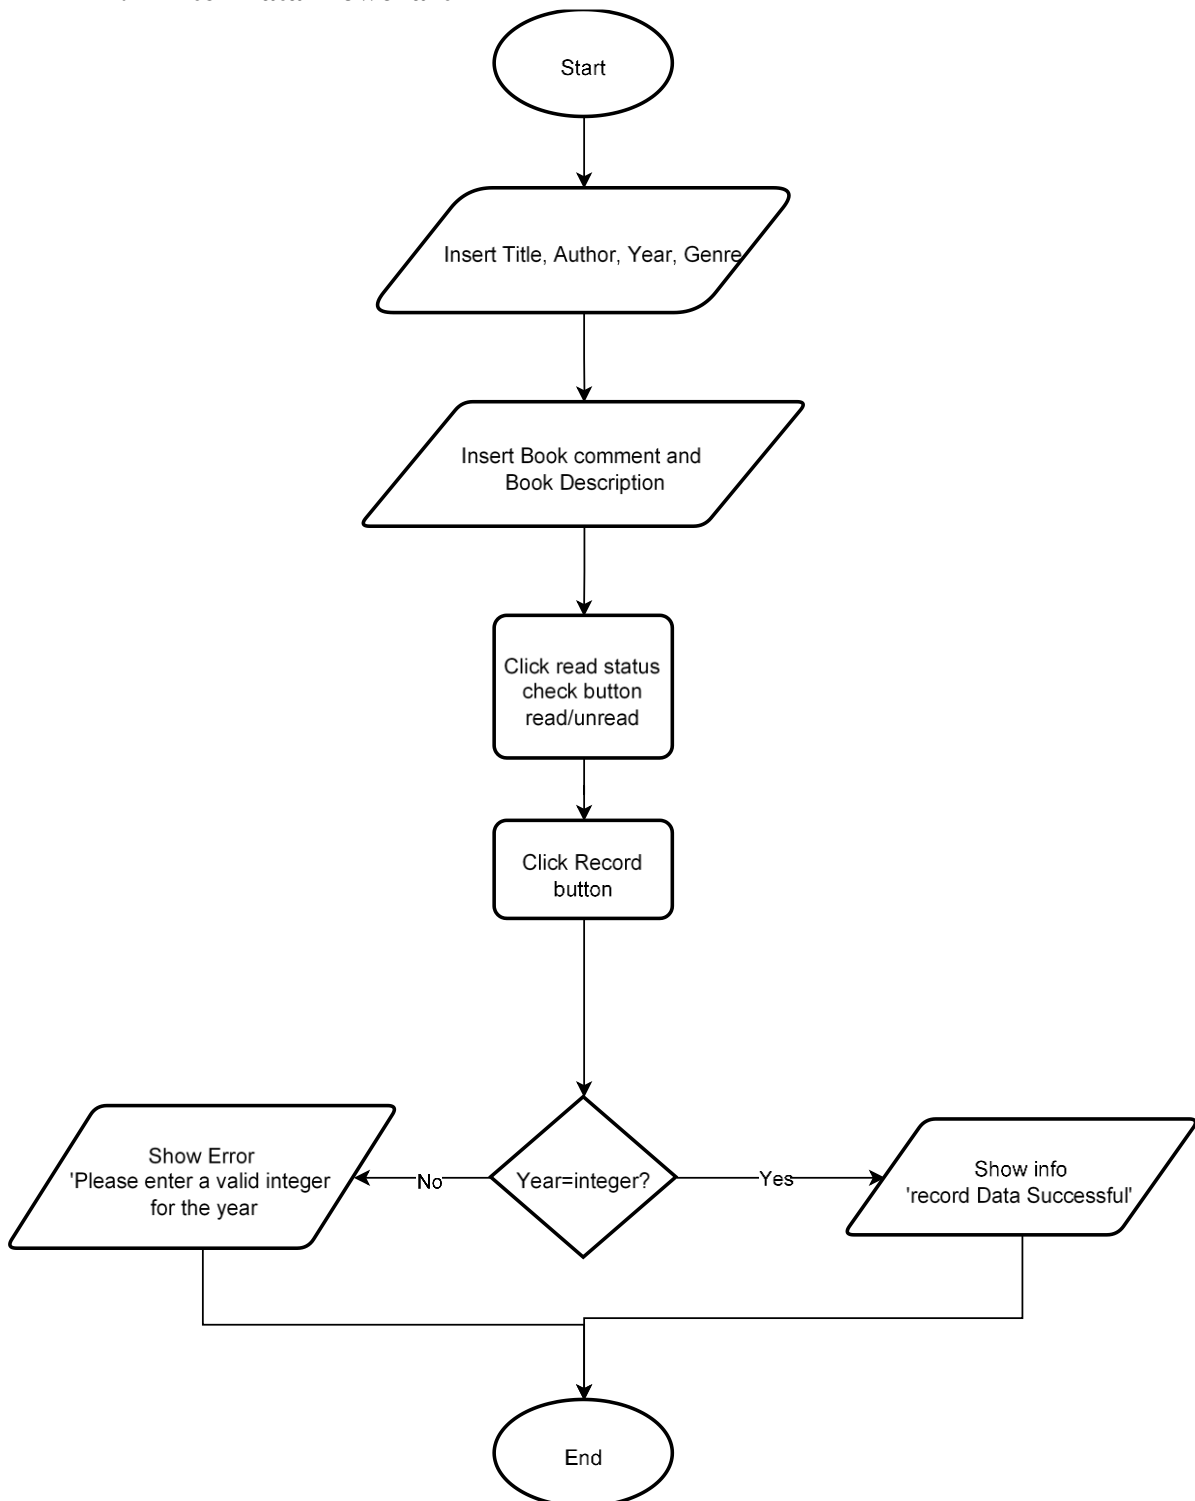 Start
Insert Title, Author, Year, Genre
Insert Book comment and
Book Description
Click read status
check button
read/unread
Click Record
button
Show Error
'Please enter a valid integer
for the year
No
Year=integer?
Yes
Show info
'record Data Successful'
End